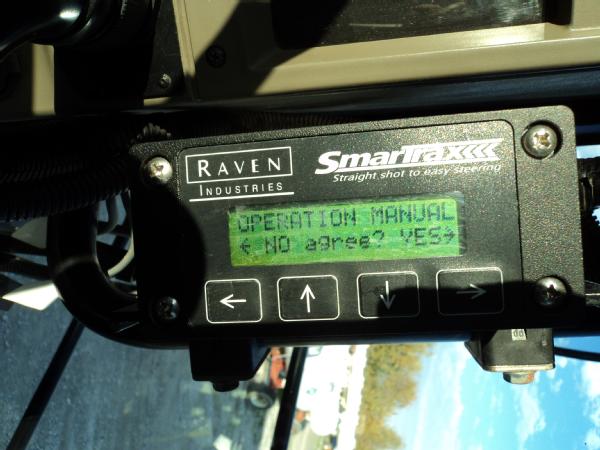 RAVEN
INDUSTRIES
SMARTRAX
Straight shot to easy steering
OPERATION MANUAL
← NO agree? YES→
← ↑ ↓ →